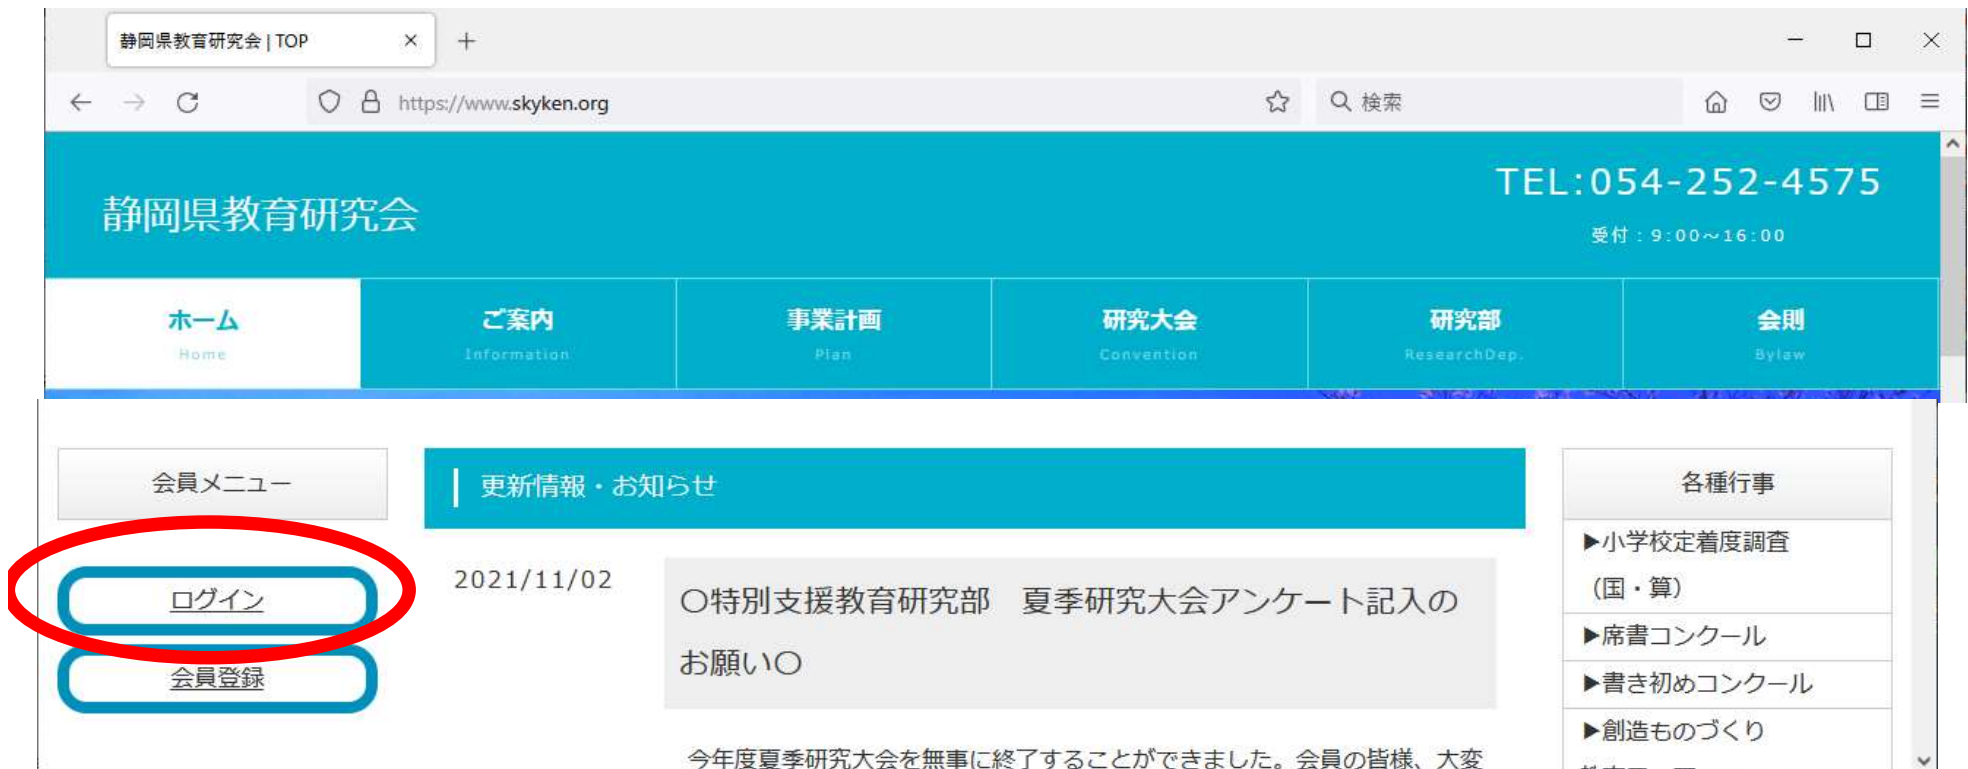 静岡県教育研究会 | TOP
https://www.skyken.org
検索
静岡県教育研究会
TEL:054-252-4575
受付：9:00～16:00
ホーム
Home
ご案内
Information
事業計画
Plan
研究大会
Convention
研究部
ResearchDep.
会則
Bylaw
会員メニュー
ログイン
会員登録
更新情報・お知らせ
2021/11/02
〇特別支援教育研究部　夏季研究大会アンケート記入の
お願い〇
今年度夏季研究大会を無事に終了することができました。会員の皆様、大変
各種行事
▶小学校定着度調査
（国・算）
▶席書コンクール
▶書き初めコンクール
▶創造ものづくり